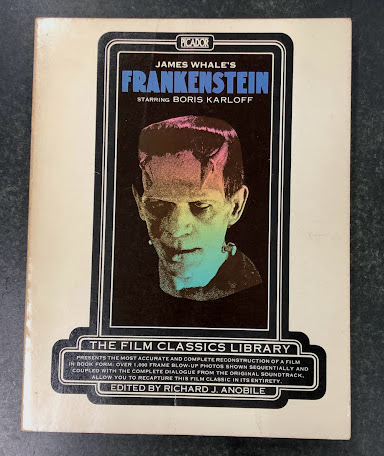 PICADOR
JAMES WHALE'S
FRANKENSTEIN
STARRING BORIS KARLOFF
THE FILM CLASSICS LIBRARY
PRESENTS THE MOST ACCURATE AND COMPLETE RECONSTRUCTION OF A FILM
IN BOOK FORM: OVER 1,000 FRAME BLOW-UP PHOTOS SHOWN SEQUENTIALLY AND
COUPLED WITH THE COMPLETE DIALOGUE FROM THE ORIGINAL SOUNDTRACK,
ALLOW YOU TO RECAPTURE THIS FILM CLASSIC IN ITS ENTIRETY.
EDITED BY RICHARD J. ANOBILE